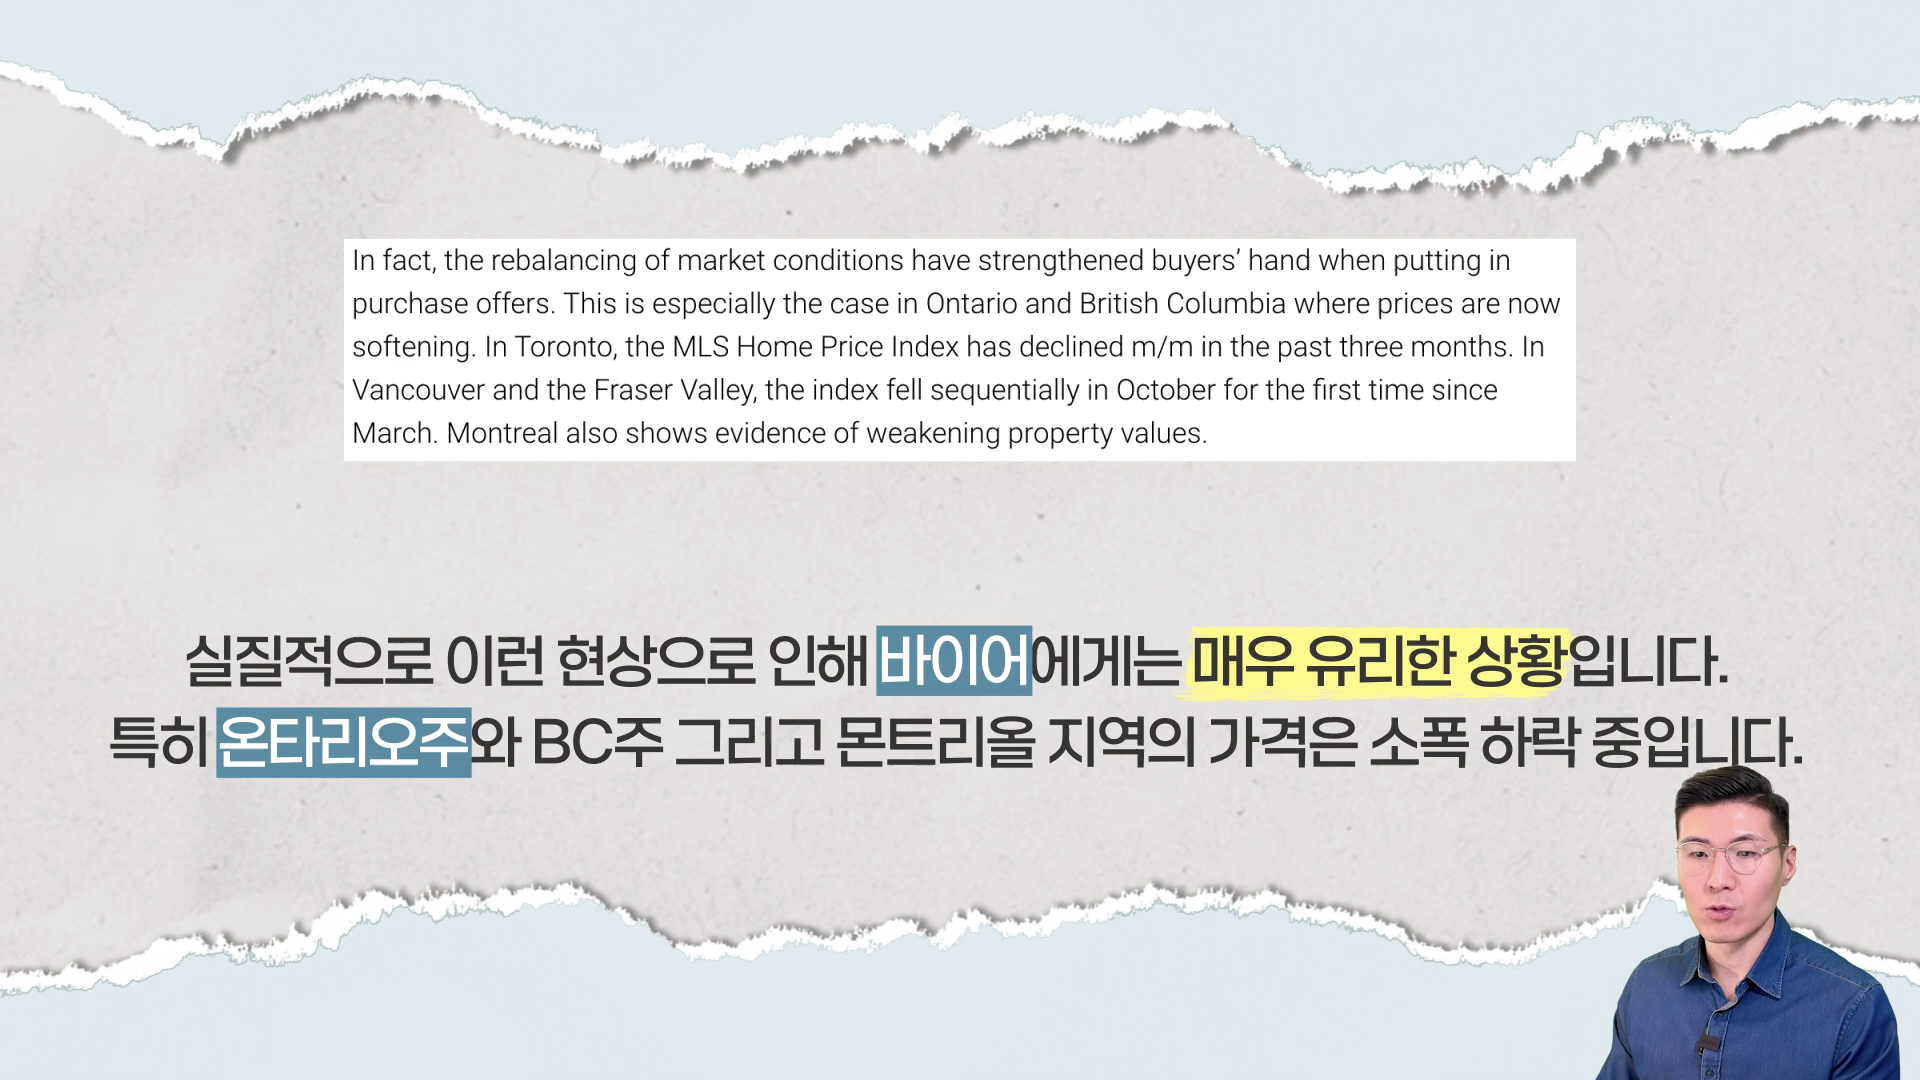 In fact, the rebalancing of market conditions have strengthened buyers’ hand when putting in
purchase offers. This is especially the case in Ontario and British Columbia where prices are now
softening. In Toronto, the MLS Home Price Index has declined m/m in the past three months. In
Vancouver and the Fraser Valley, the index fell sequentially in October for the first time since
March. Montreal also shows evidence of weakening property values.
실질적으로 이런 현상으로 인해 바이어에게는 매우 유리한 상황입니다.
특히 온타리오주와 BC주 그리고 몬트리올 지역의 가격은 소폭 하락 중입니다.